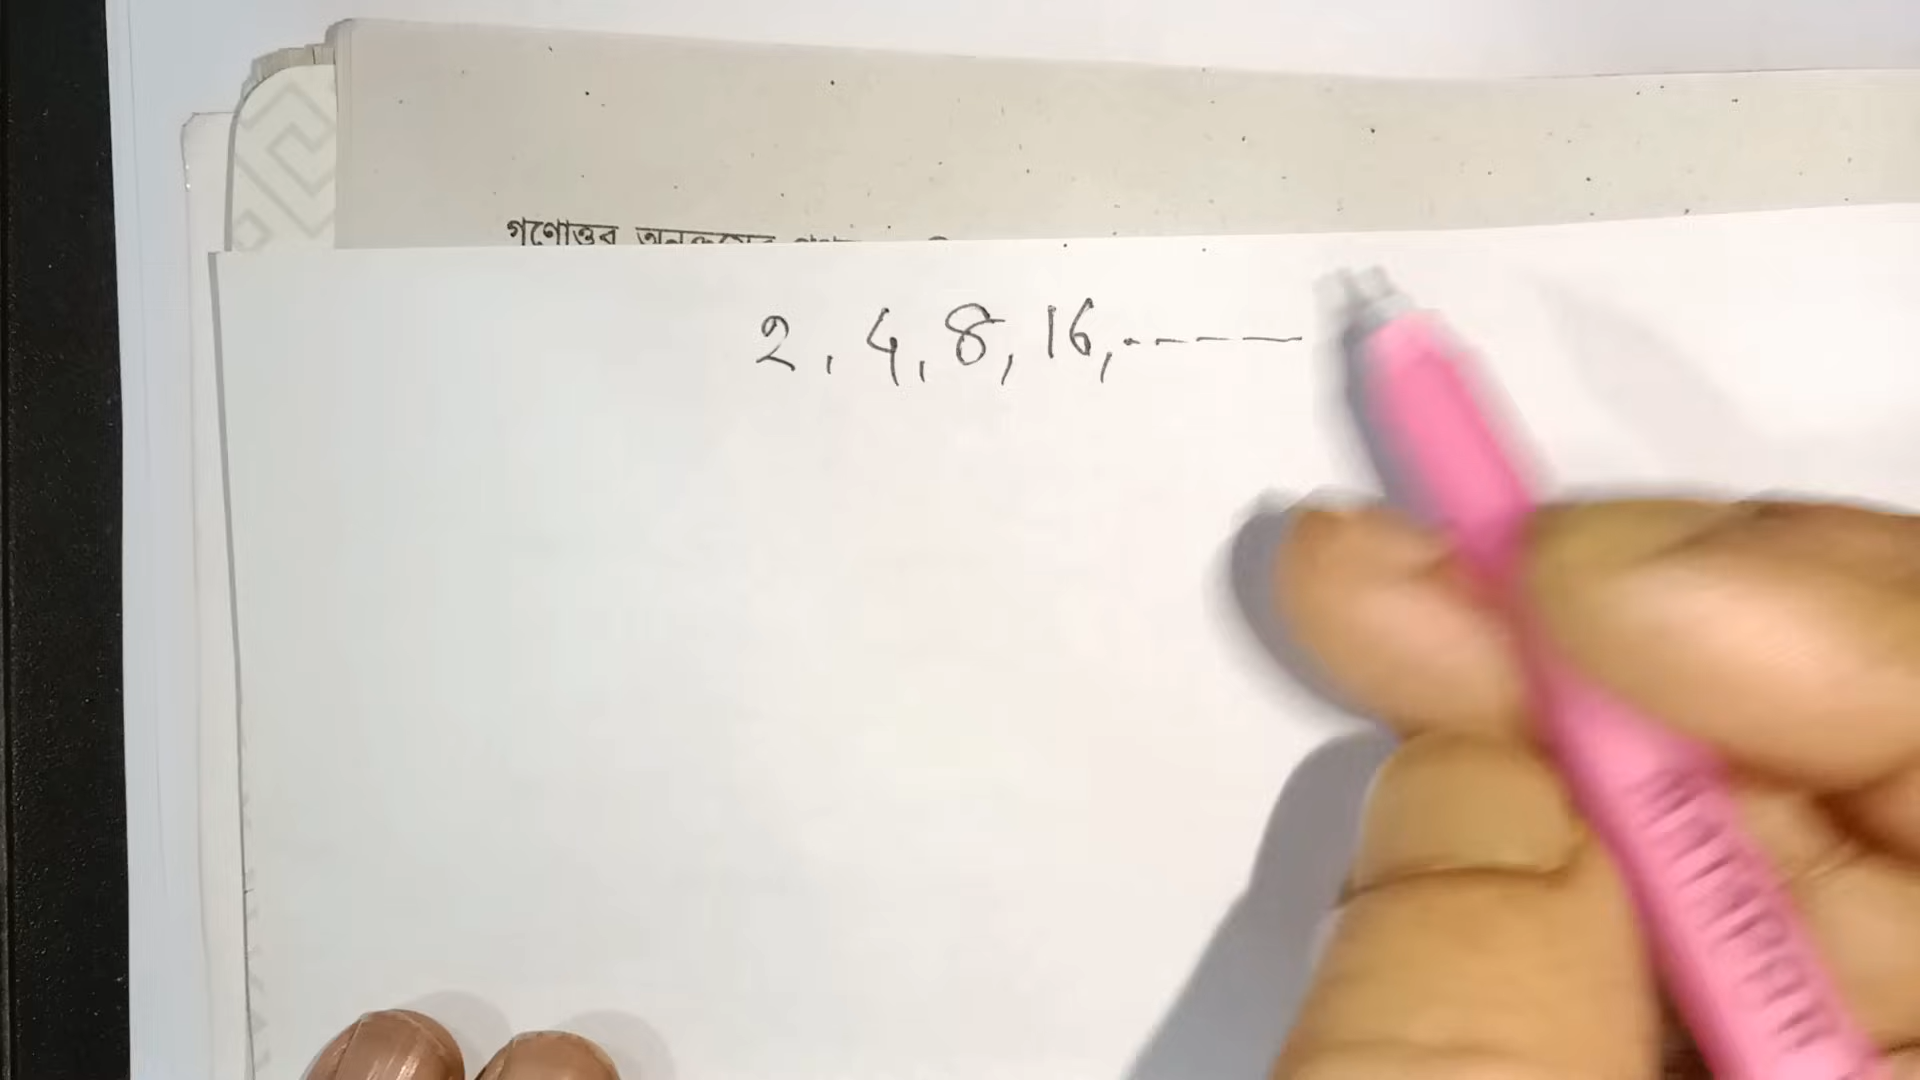 গুণোত্তর
2, 4, 8, 16, -----